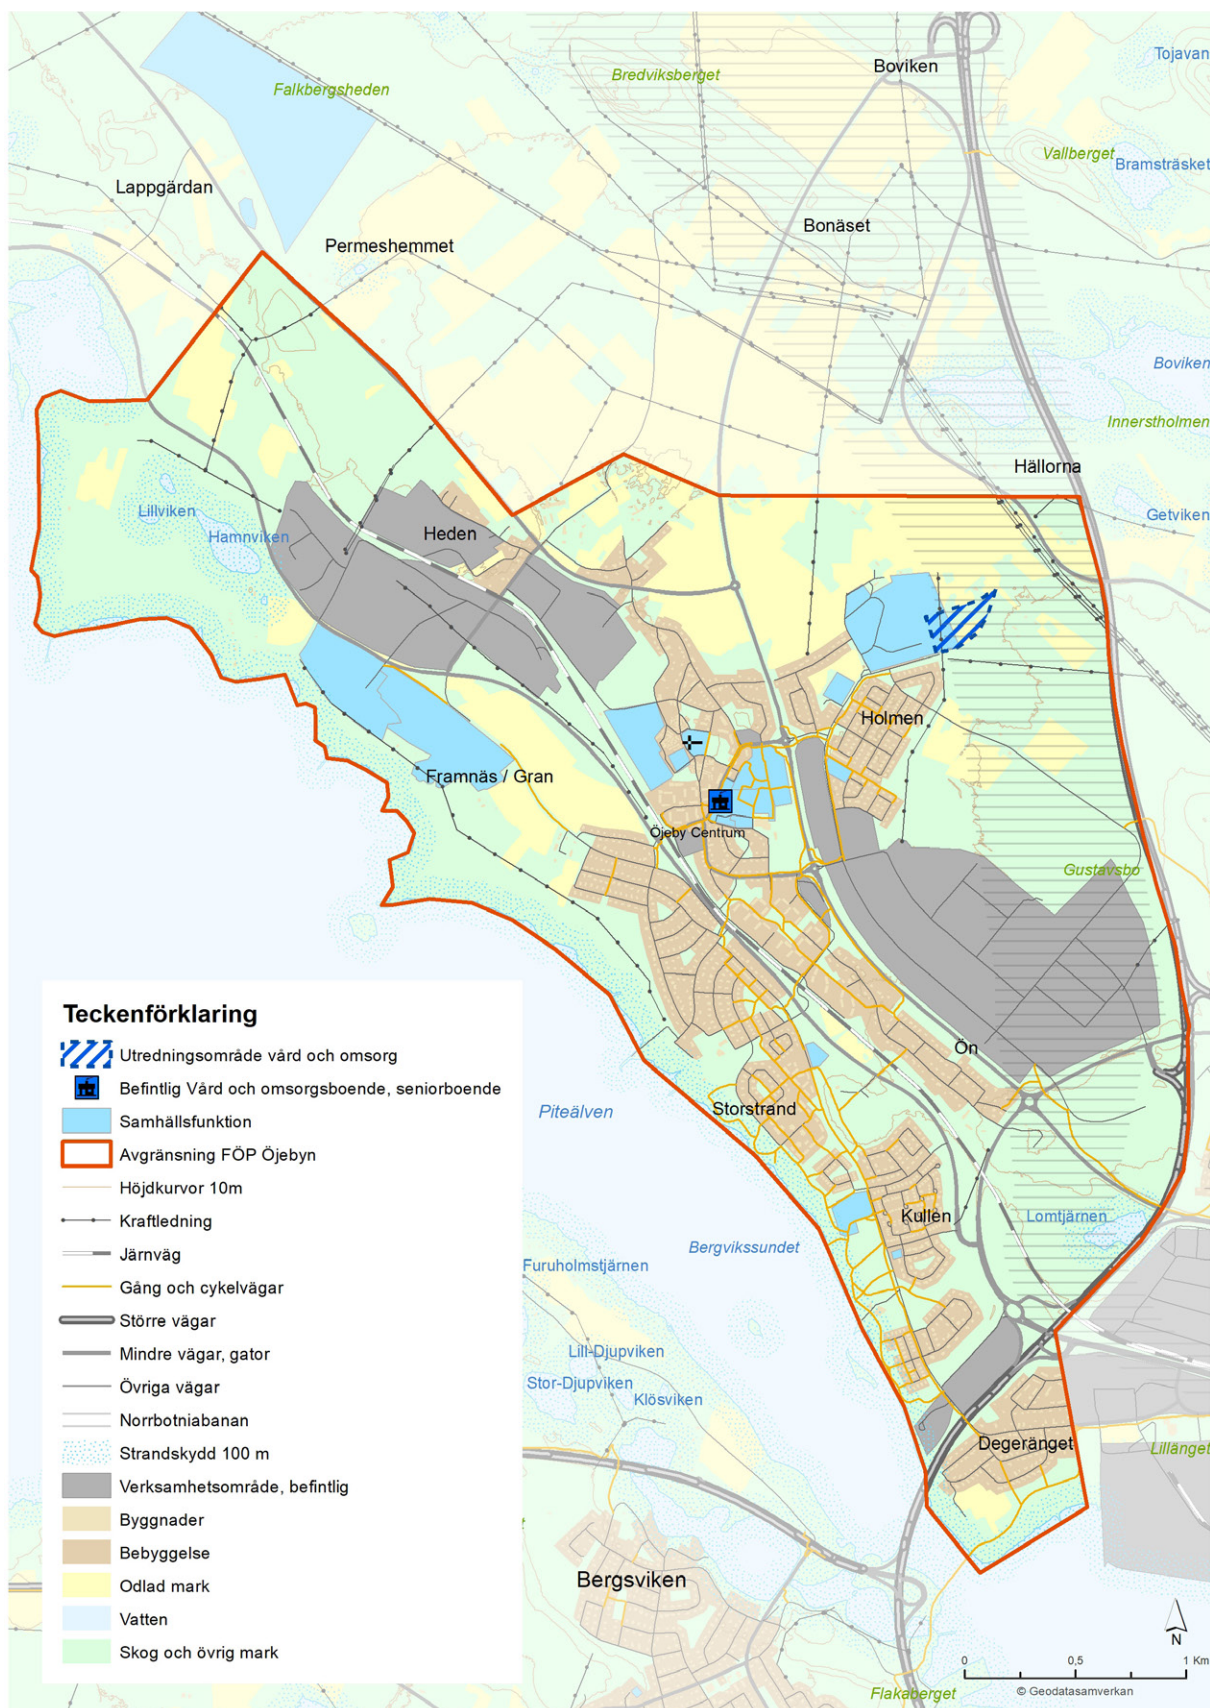 Tojavan
Boviken
Bredviksberget
Falkbergsheden
Vallberget
Bramsträsket
Lappgärdan
Bonäset
Permeshemmet
Boviken
Innerstholmen
Hällorna
Lillviken
Getviken
Heden
Hamnviken
Holmen
Framnäs / Gran
Öjeby Centrum
Gustavsbo
Teckenförklaring
Utredningsområde vård och omsorg
Befintlig Vård och omsorgsboende, seniorboende
Samhällsfunktion
Avgränsning FÖP Öjebyn
Höjdkurvor 10m
Kraftledning
Järnväg
Gång och cykelvägar
Större vägar
Mindre vägar, gator
Övriga vägar
Norrbotniabanan
Strandskydd 100 m
Verksamhetsområde, befintlig
Byggnader
Bebyggelse
Odlad mark
Vatten
Skog och övrig mark
Ön
Piteälven
Storstrand
Kullen
Lomtjärnen
Bergvikssundet
Furuholmstjärnen
Lill-Djupviken
Stor-Djupviken
Klösviken
Degeränget
Lillänget
Bergsviken
N
0 0,5 1 Km
© Geodatasamverkan
Flakaberget